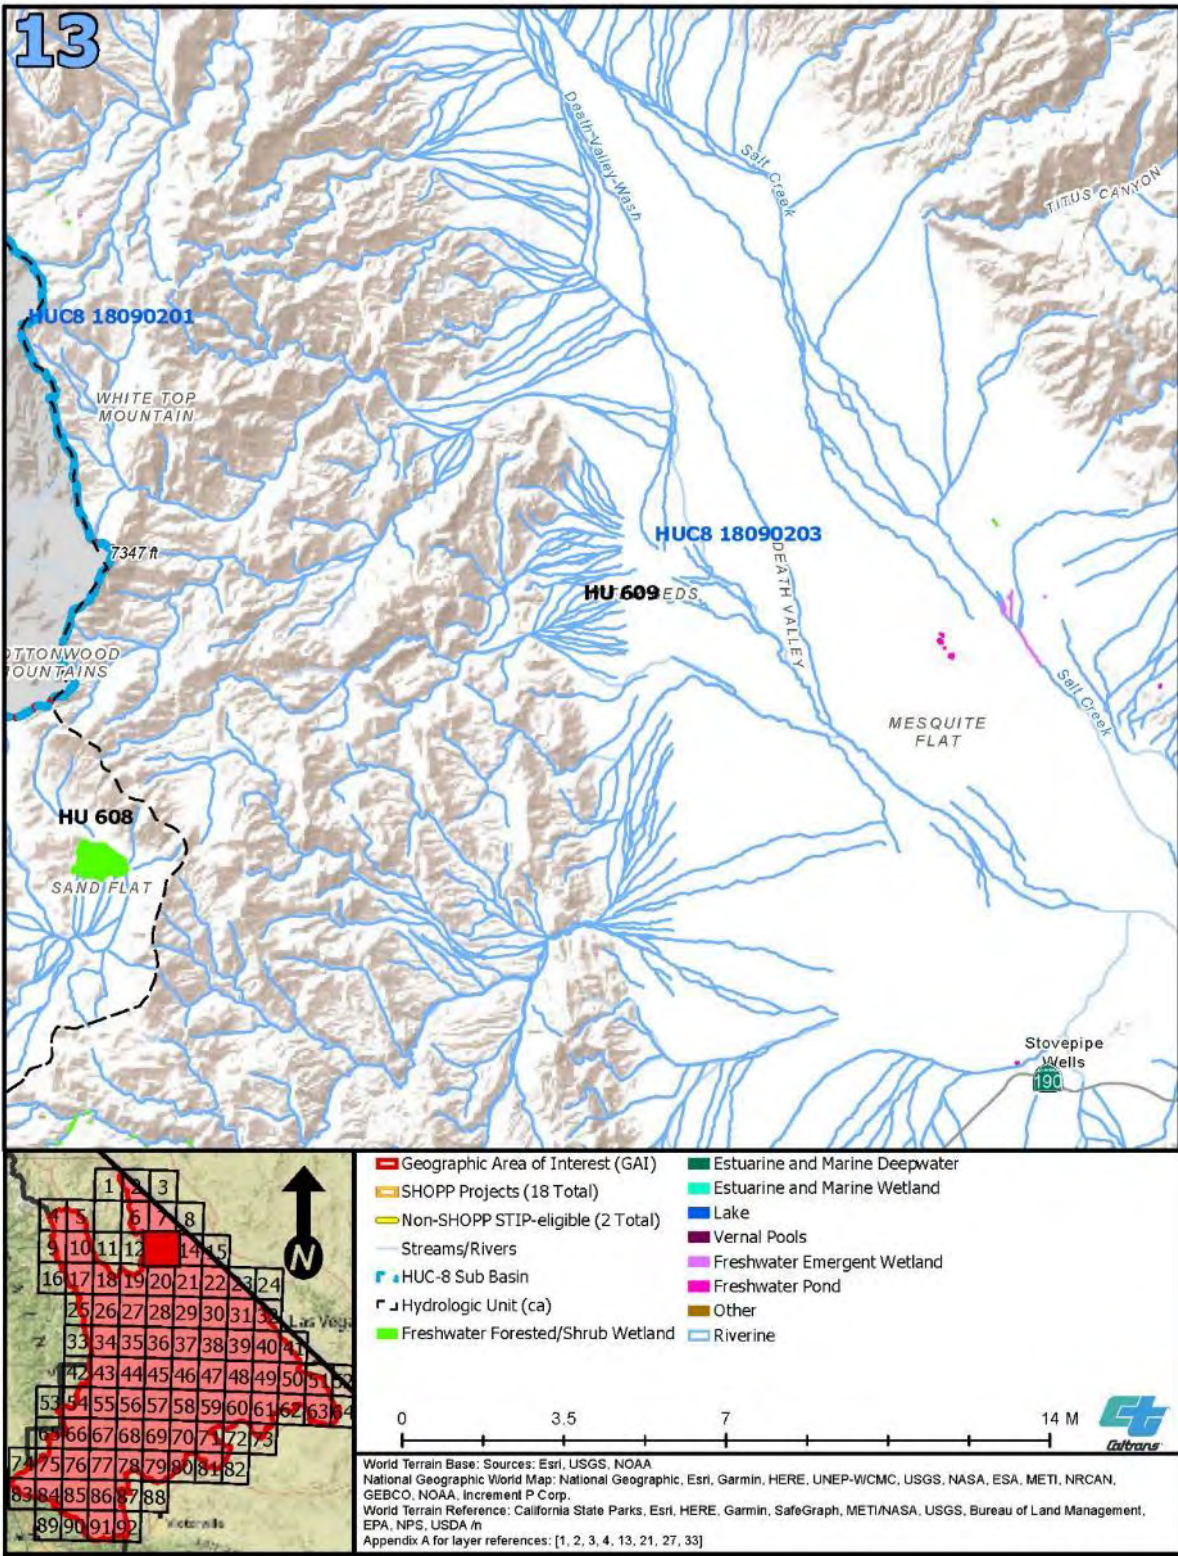 13
Death Valley Wash
Salt Creek
TITUS CANYON
HUC8 18090201
WHITE TOP
MOUNTAIN
7347 ft
HUC8 18090203
HU 609
EDS
DEATH VALLEY
OTTONWOOD
OUNTAINS
Salt Creek
MESQUITE
FLAT
HU 608
SAND FLAT
Stovepipe
Wells
190
1 2 3
4 5 6 7 8
9 10 11 12 14 15
16 17 18 19 20 21 22 23 24
25 26 27 28 29 30 31 32
Las Vega
33 34 35 36 37 38 39 40 41
42 43 44 45 46 47 48 49 50 51 52
53 54 55 56 57 58 59 60 61 62 63 64
65 66 67 68 69 70 71 72 73
74 75 76 77 78 79 80 81 82
83 84 85 86 87 88
89 90 91 92
Victorville
N
Geographic Area of Interest (GAI)
SHOPP Projects (18 Total)
Non-SHOPP STIP-eligible (2 Total)
Streams/Rivers
HUC-8 Sub Basin
Hydrologic Unit (ca)
Freshwater Forested/Shrub Wetland
Estuarine and Marine Deepwater
Estuarine and Marine Wetland
Lake
Vernal Pools
Freshwater Emergent Wetland
Freshwater Pond
Other
Riverine
0 3.5 7 14 M
Caltrans
World Terrain Base: Sources: Esri, USGS, NOAA
National Geographic World Map: National Geographic, Esri, Garmin, HERE, UNEP-WCMC, USGS, NASA, ESA, METI, NRCAN,
GEBCO, NOAA, increment P Corp.
World Terrain Reference: California State Parks, Esri, HERE, Garmin, SafeGraph, METI/NASA, USGS, Bureau of Land Management,
EPA, NPS, USDA /n
Appendix A for layer references: [1, 2, 3, 4, 13, 21, 27, 33]